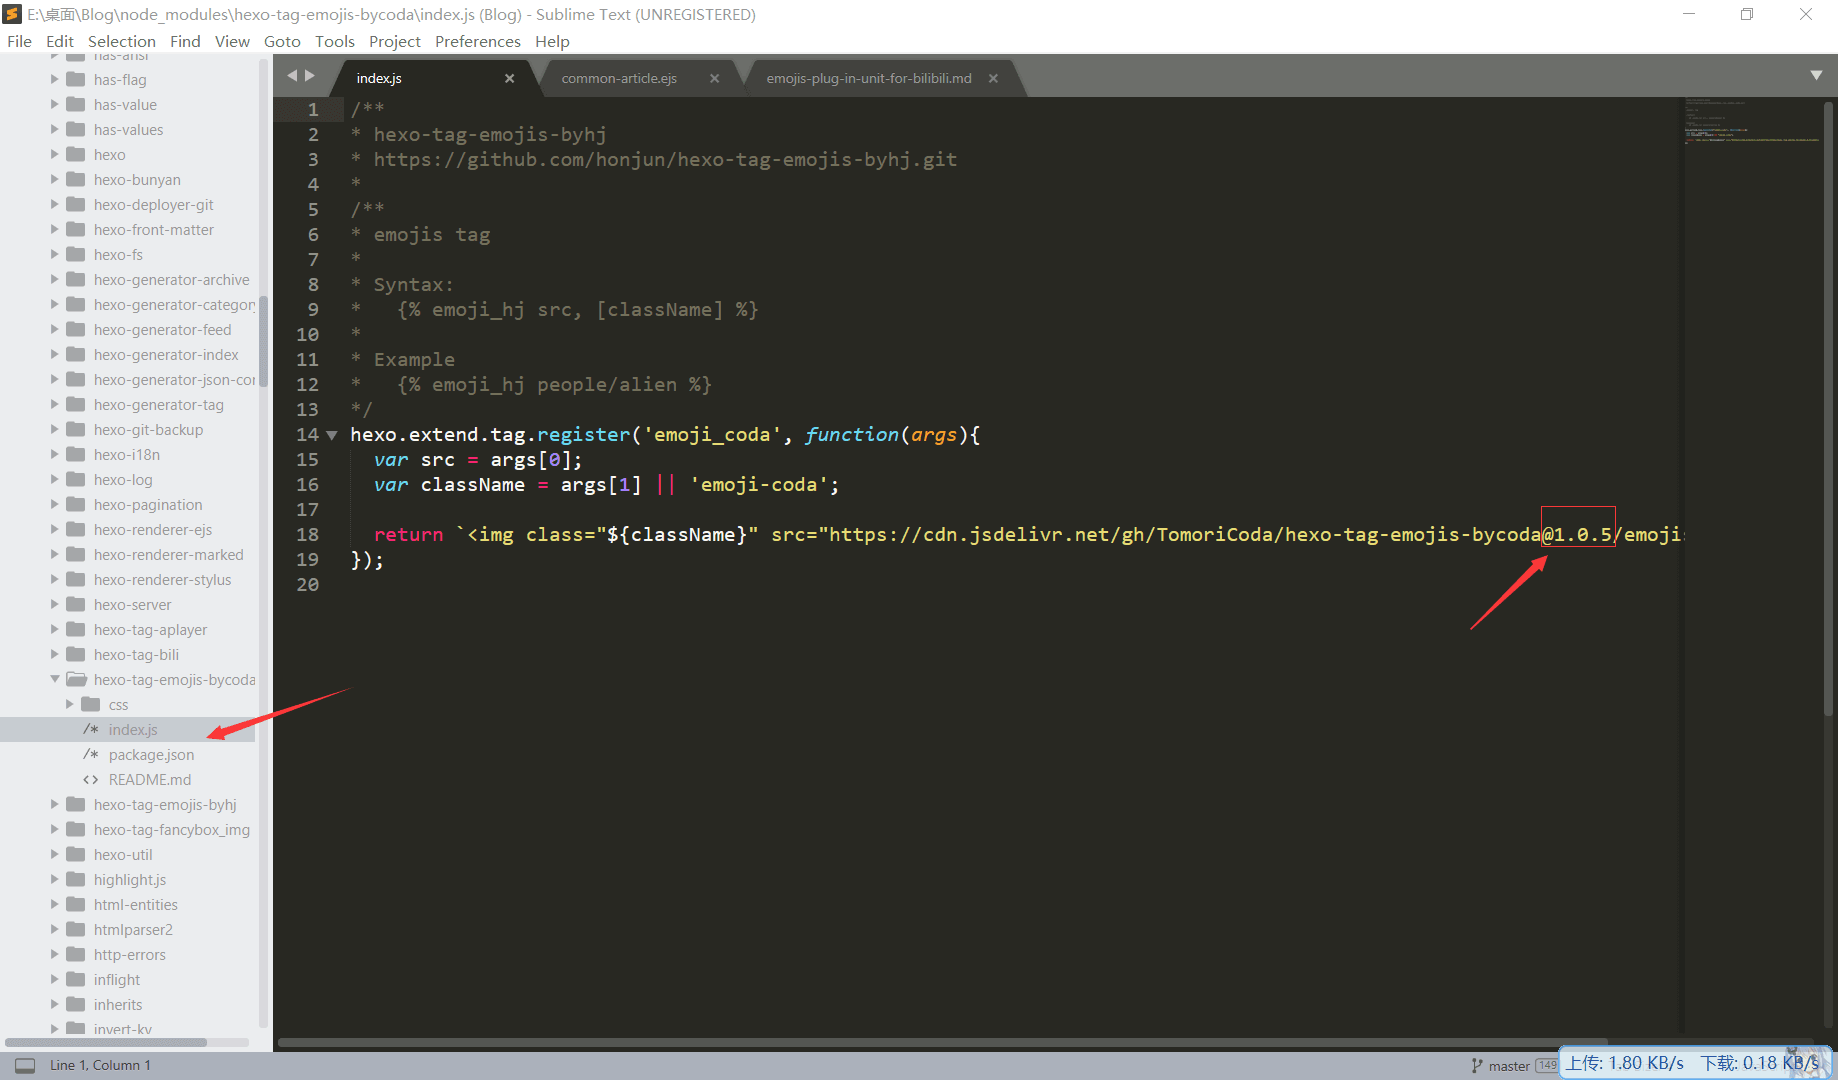 E:\桌面\Blog\node_modules\hexo-tag-emojis-bycoda\index.js (Blog) - Sublime Text (UNREGISTERED)
File Edit Selection Find View Goto Tools Project Preferences Help
has-ansi
has-flag
has-value
has-values
hexo
hexo-bunyan
hexo-deployer-git
hexo-front-matter
hexo-fs
hexo-generator-archive
hexo-generator-category
hexo-generator-feed
hexo-generator-index
hexo-generator-json-con
hexo-generator-tag
hexo-git-backup
hexo-i18n
hexo-log
hexo-pagination
hexo-renderer-ejs
hexo-renderer-marked
hexo-renderer-stylus
hexo-server
hexo-tag-aplayer
hexo-tag-bili
hexo-tag-emojis-bycoda
css
/* index.js
/* package.json
<> README.md
hexo-tag-emojis-byhj
hexo-tag-fancybox_img
hexo-util
highlight.js
html-entities
htmlparser2
http-errors
inflight
inherits
invert-kv
index.js × common-article.ejs × emojis-plug-in-unit-for-bilibili.md ×
1 /**
2 * hexo-tag-emojis-byhj
3 * https://github.com/honjun/hexo-tag-emojis-byhj.git
4 *
5 /**
6 * emojis tag
7 *
8 * Syntax:
9 *   {% emoji_hj src, [className] %}
10 *
11 * Example
12 *   {% emoji_hj people/alien %}
13 */
14 hexo.extend.tag.register('emoji_coda', function(args){
15   var src = args[0];
16   var className = args[1] || 'emoji-coda';
17
18   return `<img class="${className}" src="https://cdn.jsdelivr.net/gh/TomoriCoda/hexo-tag-emojis-bycoda@1.0.5/emojis
19 });
20
Line 1, Column 1
master 149
上传: 1.80 KB/s 下载: 0.18 KB/s